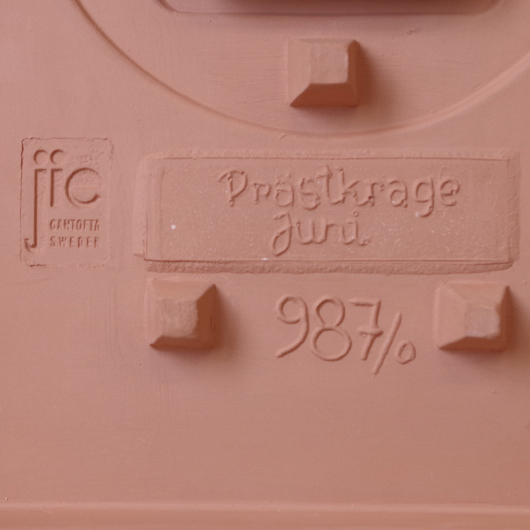 jie
GANTOFTA
SWEDEN
Prästkrage
Juni
987/0